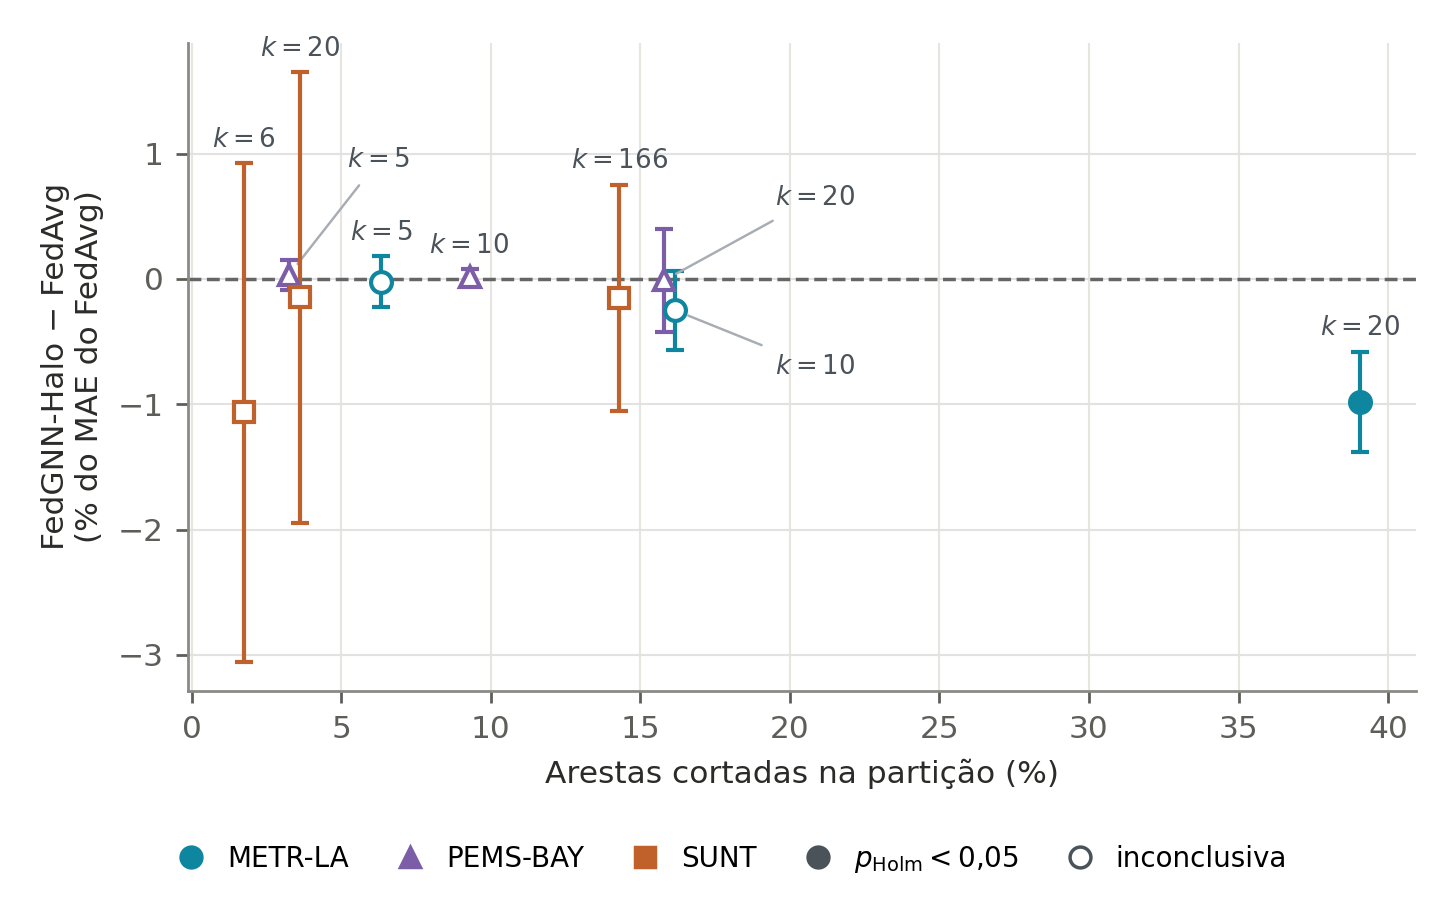 k = 20
k = 6
k = 5
k = 166
k = 5
k = 10
k = 20
k = 10
k = 20
1
0
−1
−2
−3
FedGNN-Halo − FedAvg
(% do MAE do FedAvg)
0 5 10 15 20 25 30 35 40
Arestas cortadas na partição (%)
METR-LA PEMS-BAY SUNT pHolm < 0,05 inconclusiva